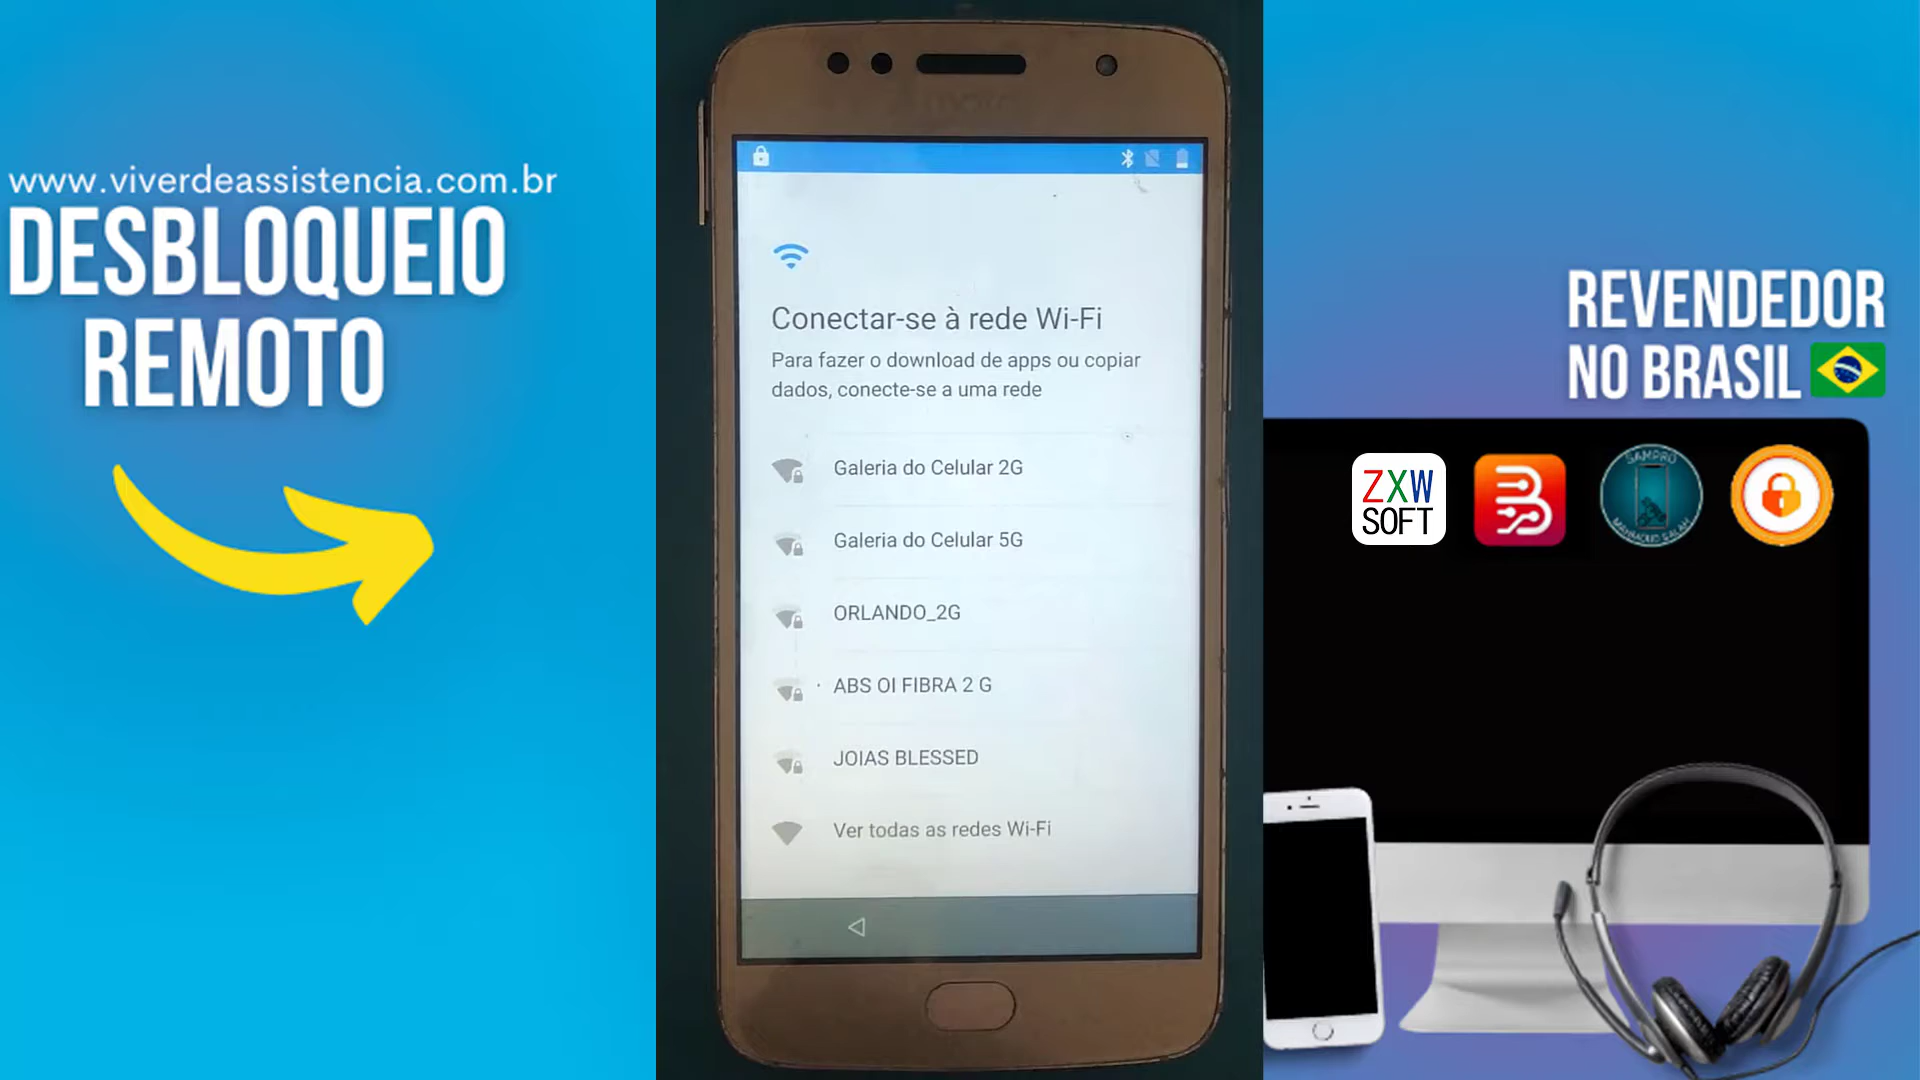 www.viverdeassistencia.com.br
DESBLOQUEIO
REMOTO
Conectar-se à rede Wi-Fi
Para fazer o download de apps ou copiar
dados, conecte-se a uma rede
Galeria do Celular 2G
Galeria do Celular 5G
ORLANDO_2G
ABS OI FIBRA 2 G
JOIAS BLESSED
Ver todas as redes Wi-Fi
REVENDEDOR
NO BRASIL
ZXW
SOFT
SAMPRO
MAHMOUD SALAH